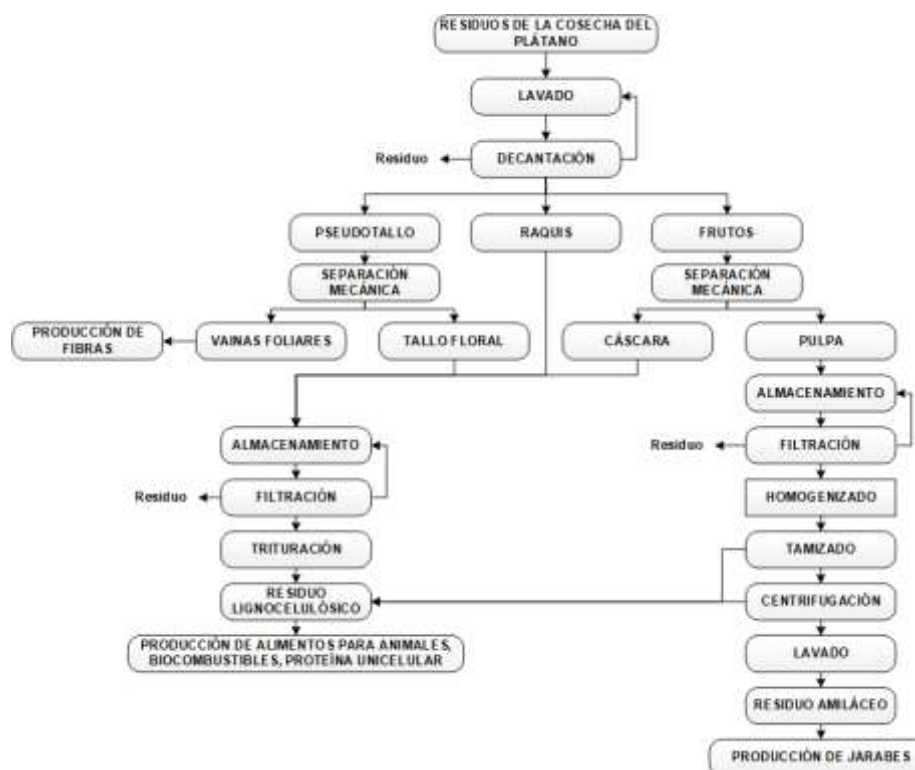 RESIDUOS DE LA COSECHA DEL
PLÁTANO
LAVADO
Residuo
DECANTACIÓN
PSEUDOTALLO
RAQUIS
FRUTOS
SEPARACIÓN
MECÁNICA
SEPARACIÓN
MECÁNICA
PRODUCCIÓN DE
FIBRAS
VAINAS FOLIARES
TALLO FLORAL
CÁSCARA
PULPA
ALMACENAMIENTO
ALMACENAMIENTO
Residuo
FILTRACIÓN
Residuo
FILTRACIÓN
HOMOGENIZADO
TRITURACIÓN
TAMIZADO
RESIDUO
LIGNOCELULÓSICO
CENTRIFUGACIÓN
PRODUCCIÓN DE ALIMENTOS PARA ANIMALES,
BIOCOMBUSTIBLES, PROTEÍNA UNICELULAR
LAVADO
RESIDUO AMILÁCEO
PRODUCCIÓN DE JARABES